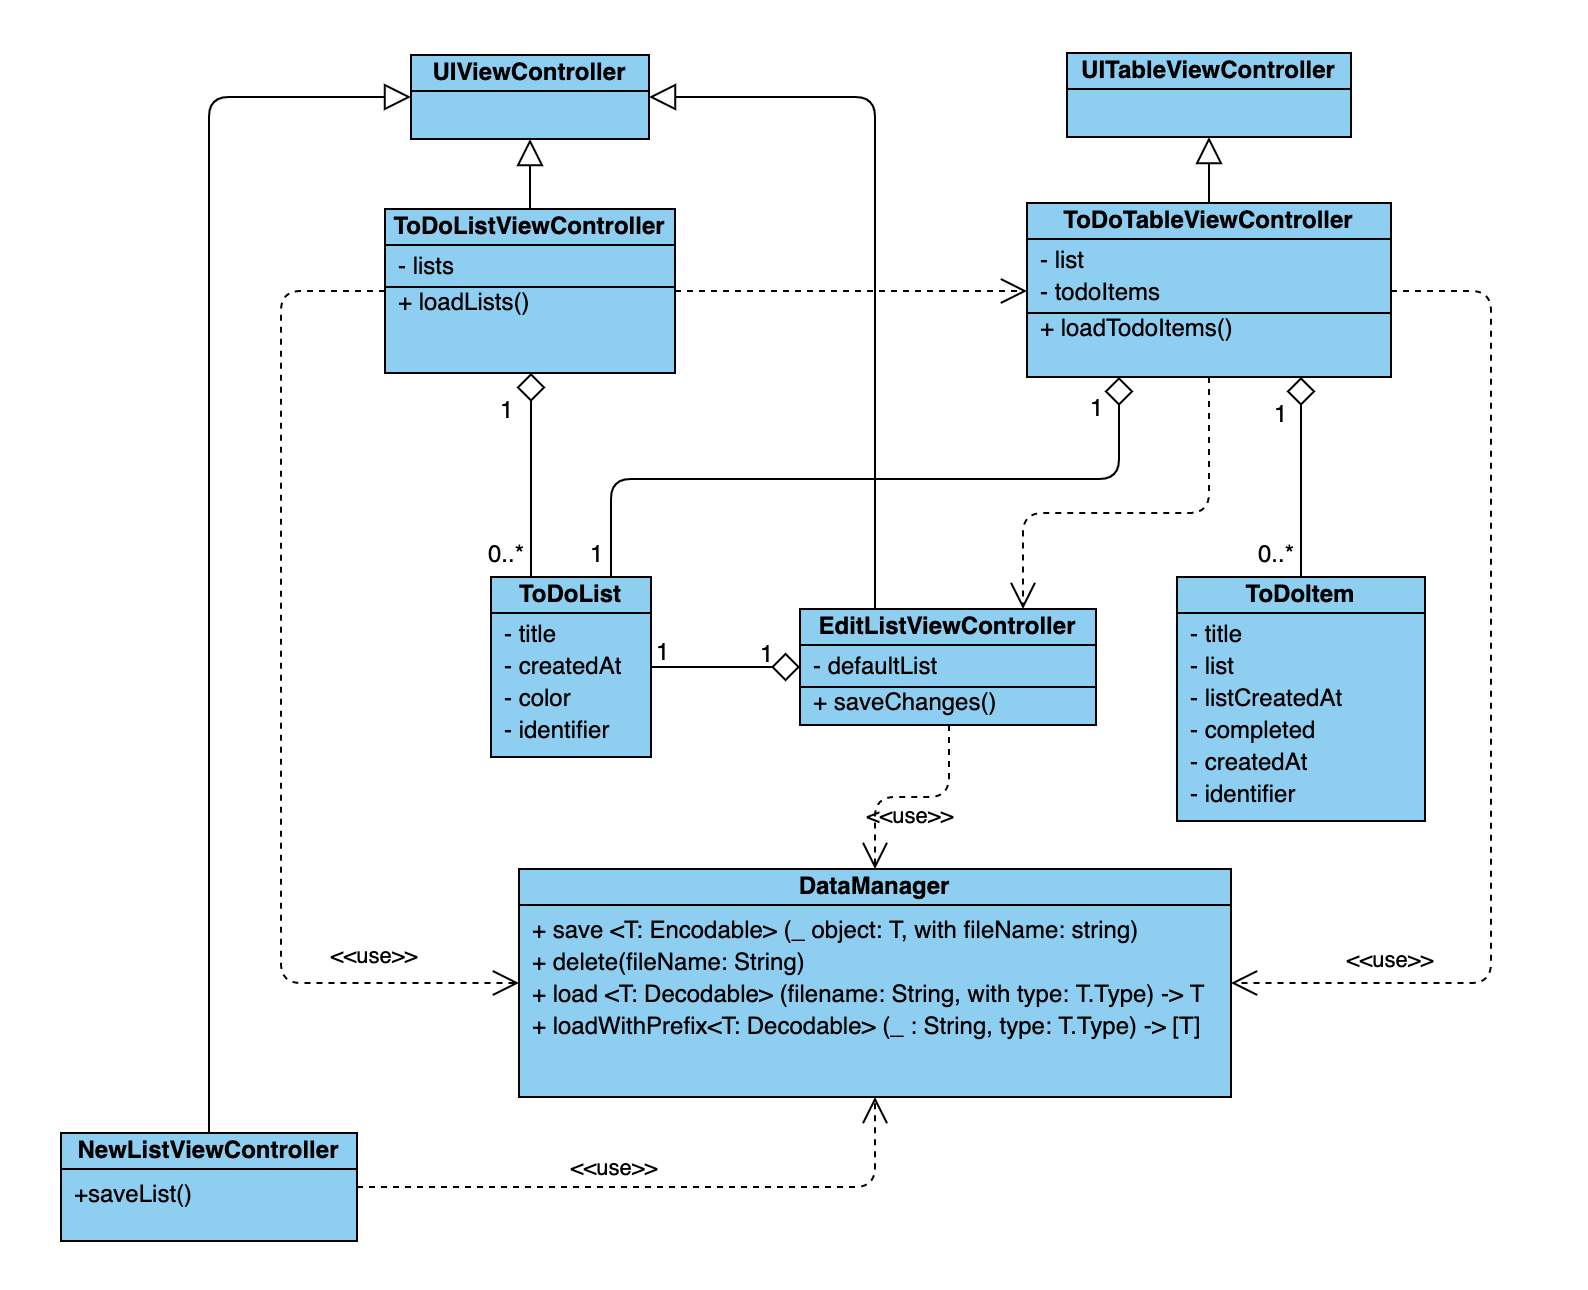 UIViewController
UITableViewController
ToDoListViewController
- lists
+ loadLists()
ToDoTableViewController
- list
- todoItems
+ loadTodoItems()
1
1
1
0..*
1
0..*
ToDoList
- title
- createdAt
- color
- identifier
1
1
EditListViewController
- defaultList
+ saveChanges()
ToDoItem
- title
- list
- listCreatedAt
- completed
- createdAt
- identifier
<<use>>
DataManager
+ save <T: Encodable> (_ object: T, with fileName: string)
+ delete(fileName: String)
+ load <T: Decodable> (filename: String, with type: T.Type) -> T
+ loadWithPrefix<T: Decodable> (_ : String, type: T.Type) -> [T]
<<use>>
<<use>>
NewListViewController
+saveList()
<<use>>